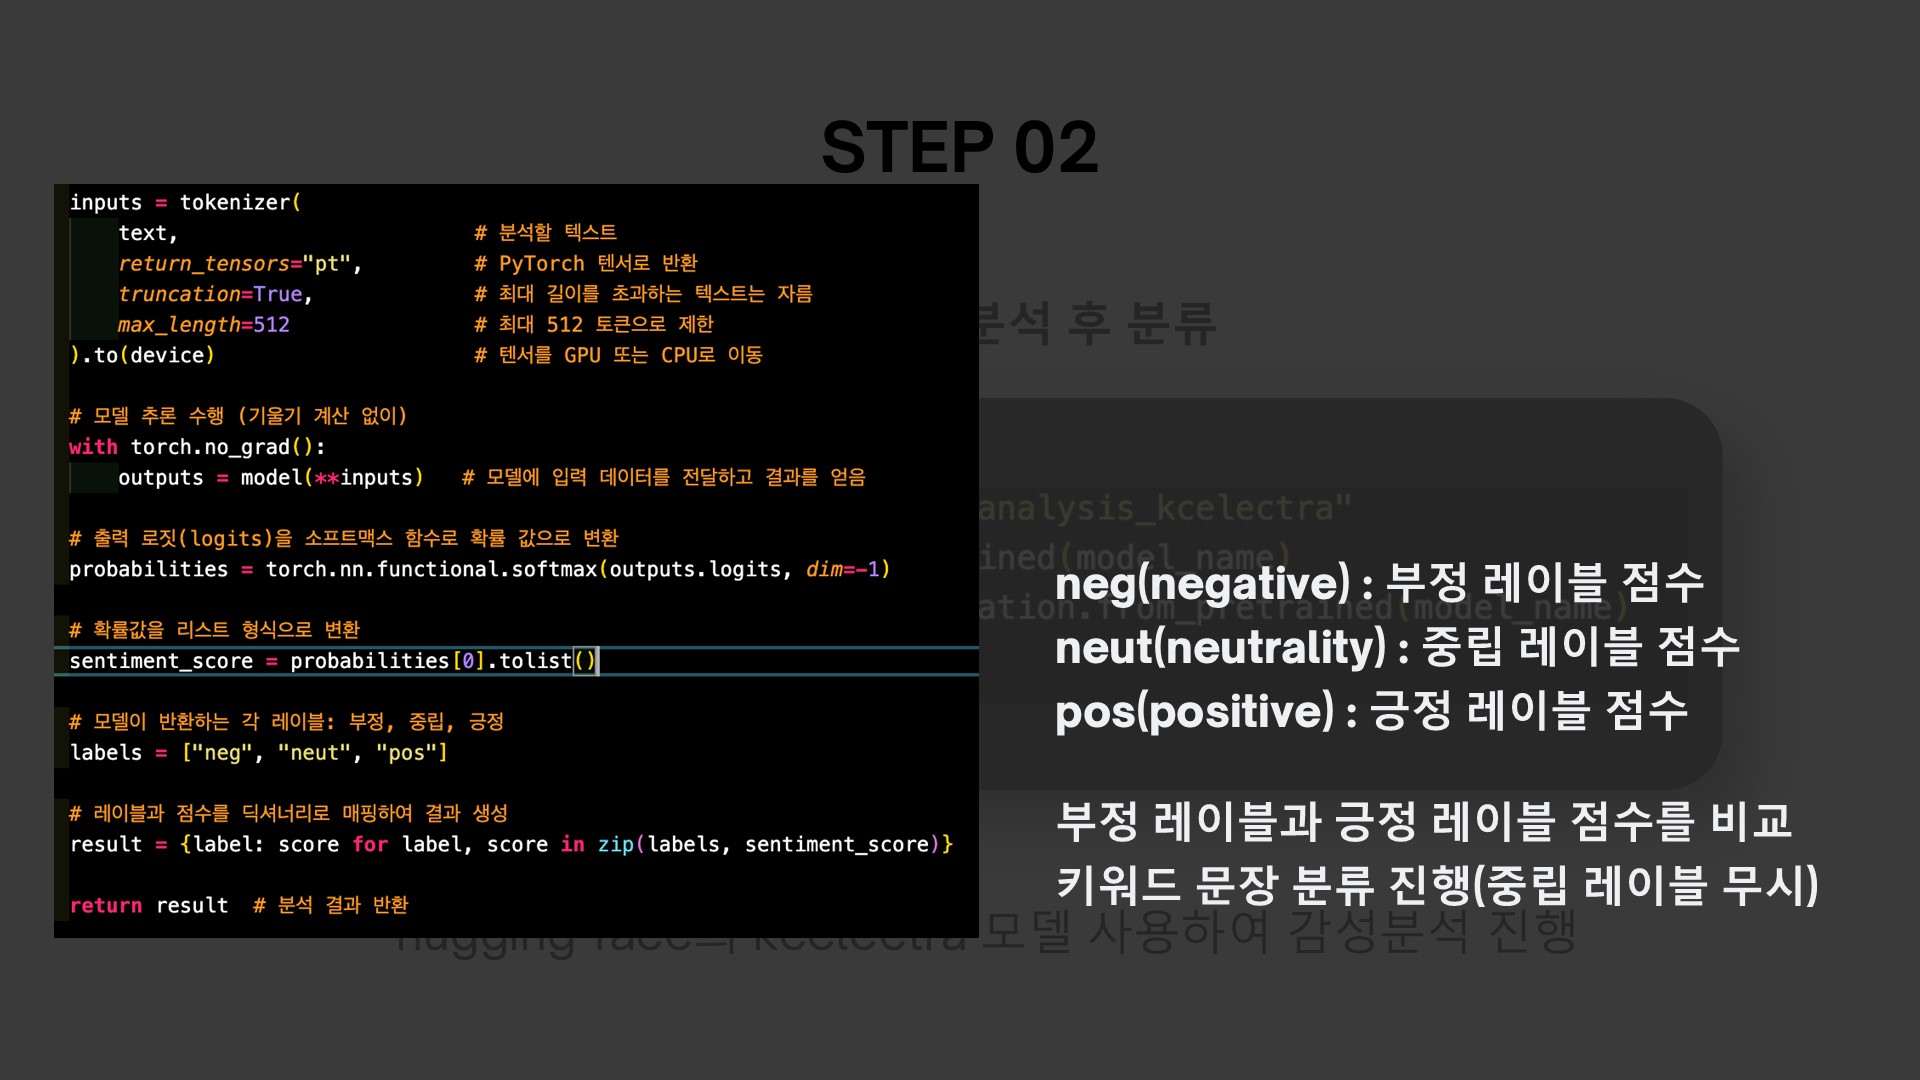 STEP 02
분석 후 분류
inputs = tokenizer(
    text,                        # 분석할 텍스트
    return_tensors="pt",         # PyTorch 텐서로 반환
    truncation=True,             # 최대 길이를 초과하는 텍스트는 자름
    max_length=512               # 최대 512 토큰으로 제한
).to(device)                     # 텐서를 GPU 또는 CPU로 이동
# 모델 추론 수행 (기울기 계산 없이)
with torch.no_grad():
    outputs = model(**inputs)   # 모델에 입력 데이터를 전달하고 결과를 얻음
# 출력 로짓(logits)을 소프트맥스 함수로 확률 값으로 변환
probabilities = torch.nn.functional.softmax(outputs.logits, dim=-1)
# 확률값을 리스트 형식으로 변환
sentiment_score = probabilities[0].tolist()
# 모델이 반환하는 각 레이블: 부정, 중립, 긍정
labels = ["neg", "neut", "pos"]
# 레이블과 점수를 딕셔너리로 매핑하여 결과 생성
result = {label: score for label, score in zip(labels, sentiment_score)}
return result  # 분석 결과 반환
analysis_kcelectra"
ined(model_name)
ation.from_pretrained(model_name)
neg(negative) : 부정 레이블 점수
neut(neutrality) : 중립 레이블 점수
pos(positive) : 긍정 레이블 점수
부정 레이블과 긍정 레이블 점수를 비교
키워드 문장 분류 진행(중립 레이블 무시)
hugging face의 kcelectra 모델 사용하여 감성분석 진행